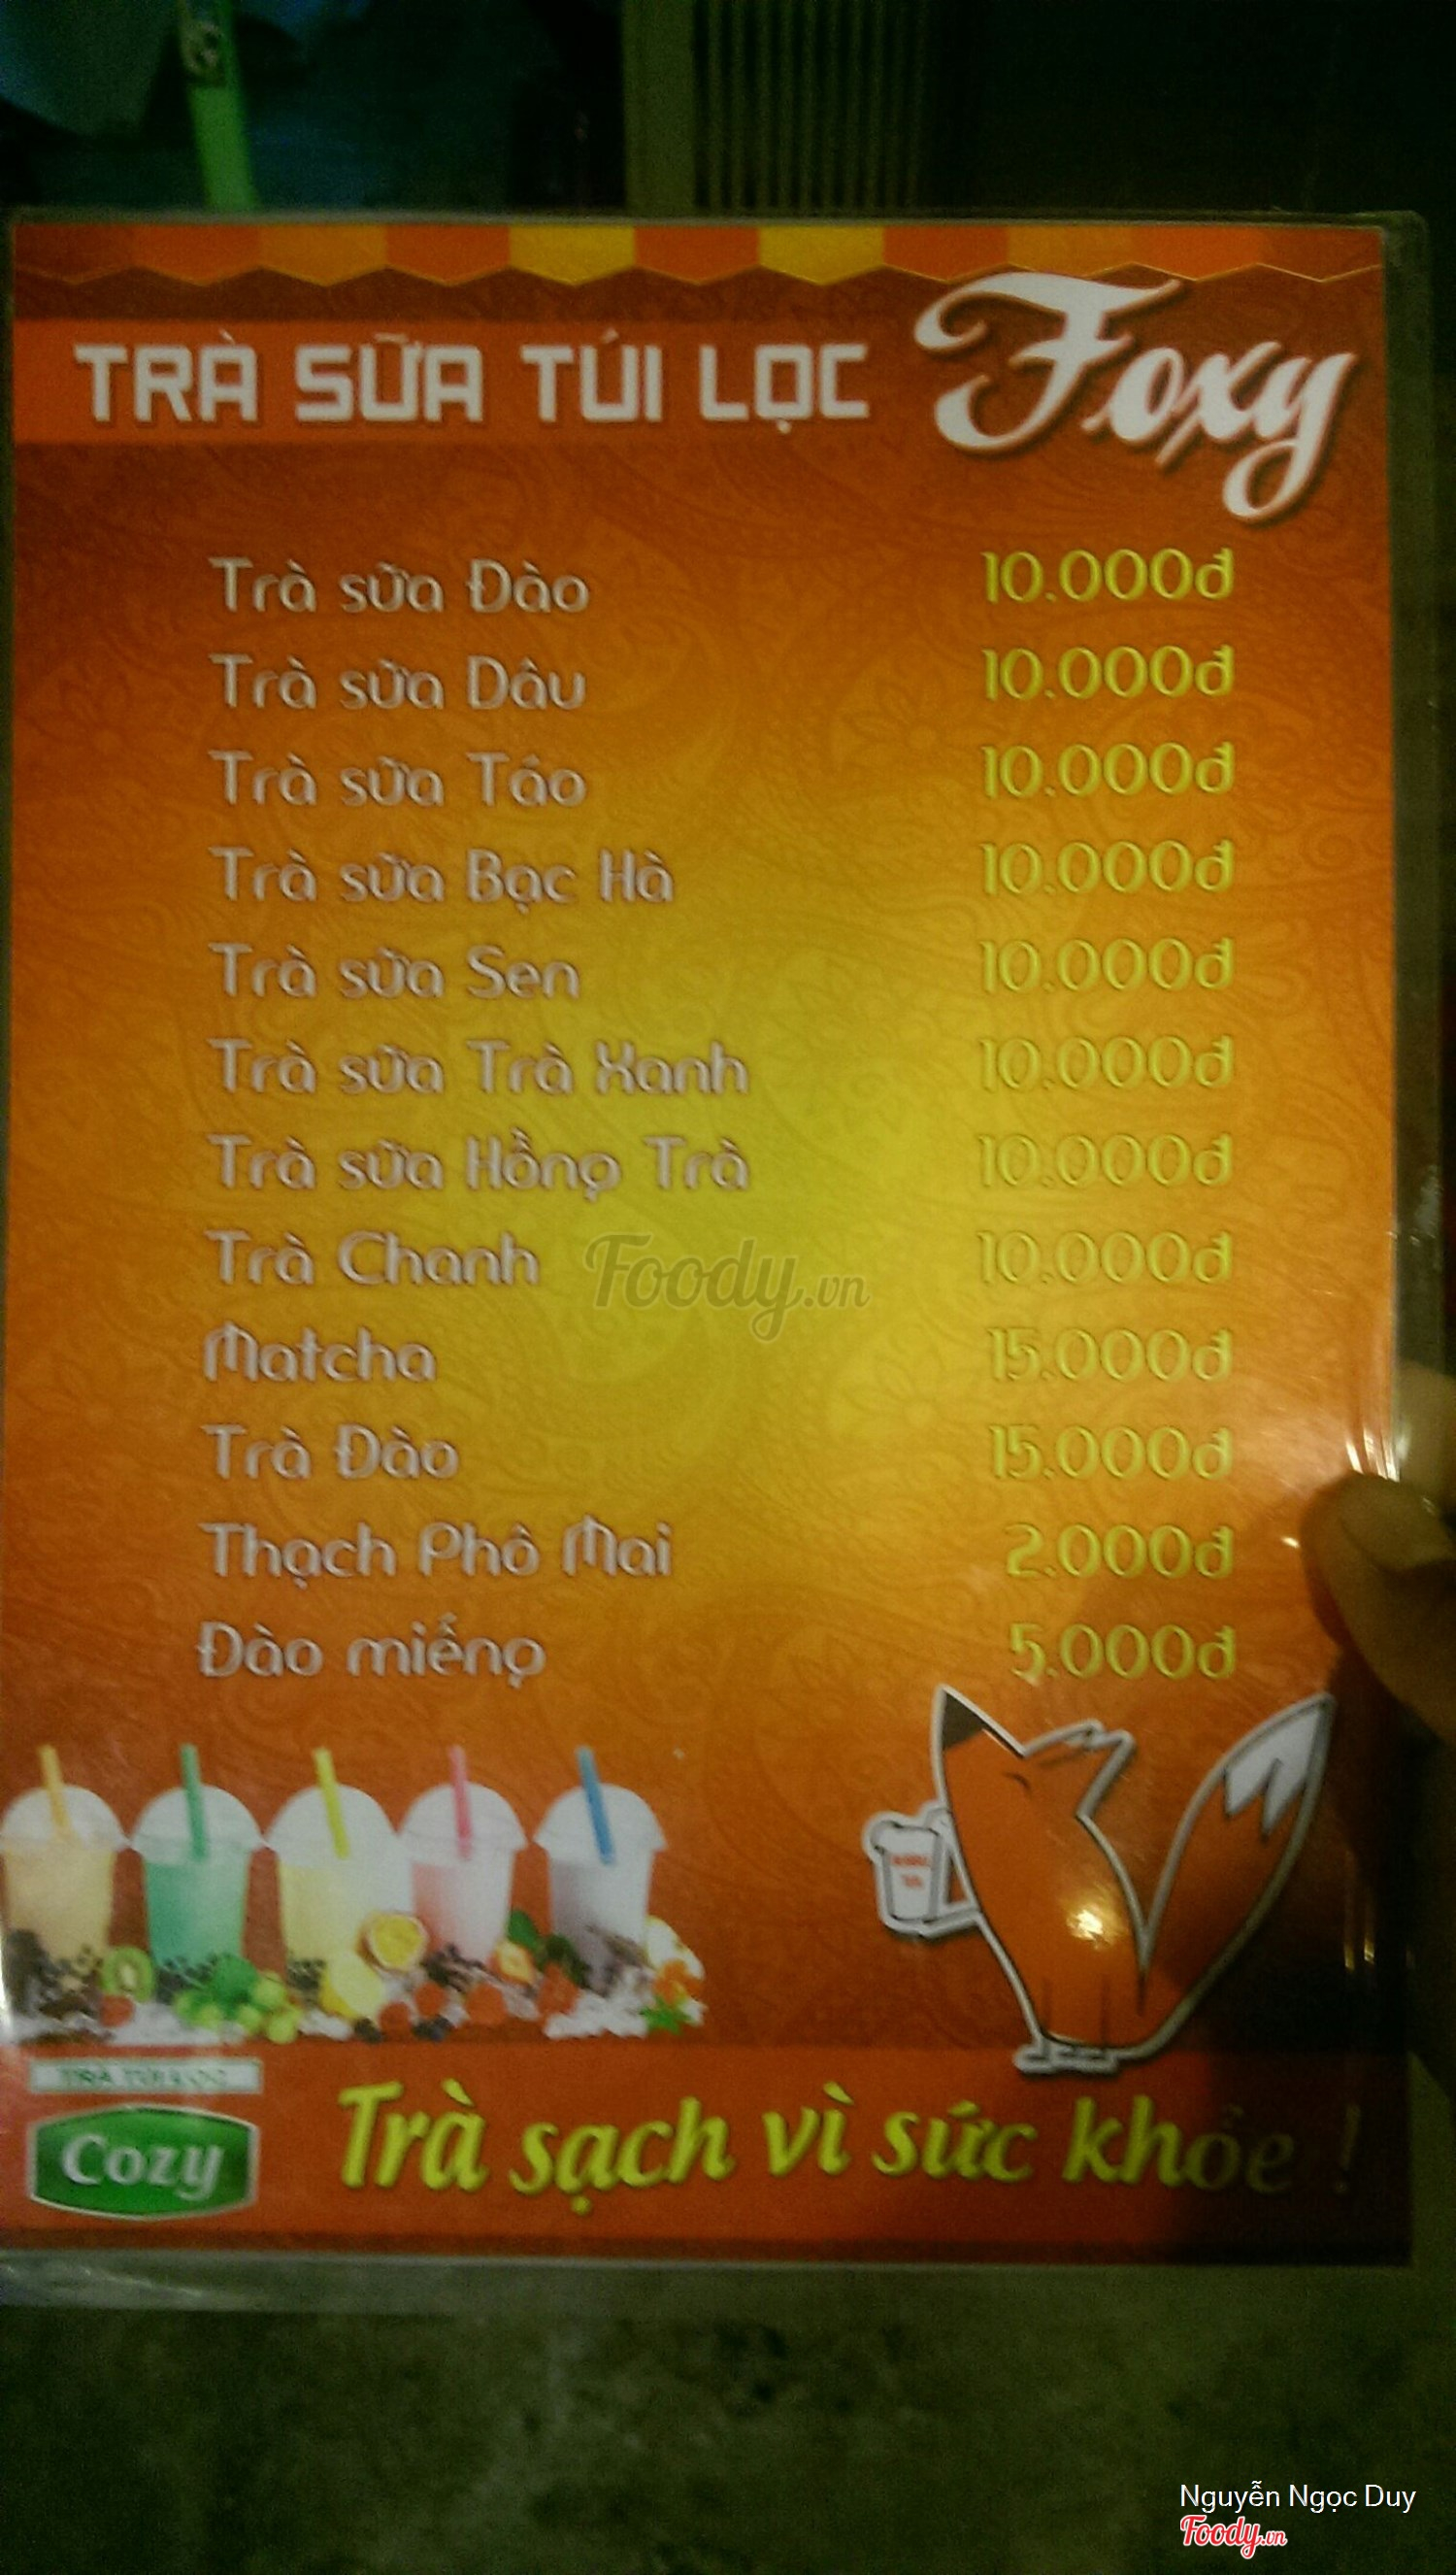 TRÀ SỮA TÚI LỌC Foxy
Trà sữa Đào 10.000đ
Trà sữa Dâu 10.000đ
Trà sữa Táo 10.000đ
Trà sữa Bạc Hà 10.000đ
Trà sữa Sen 10.000đ
Trà sữa Trà Xanh 10.000đ
Trà sữa Hồng Trà 10.000đ
Trà Chanh 10.000đ
Foody.vn
Matcha 15.000đ
Trà Đào 15.000đ
Thạch Phô Mai 2.000đ
Đào miếng 5.000đ
TRÀ TÚI LỌC
Cozy
Trà sạch vì sức khỏe !
Nguyễn Ngọc Duy
Foody.vn